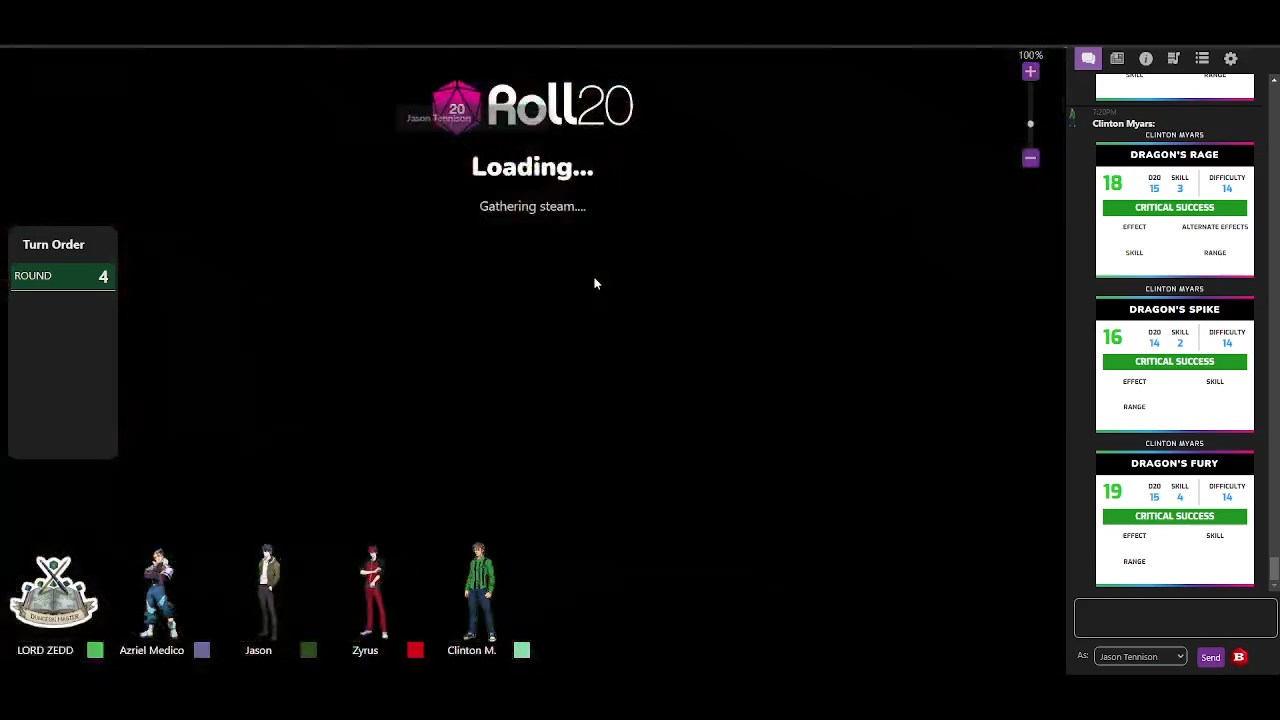 100%
20
Roll20
Jason Tennison
Loading...
Gathering steam....
Turn Order
ROUND 4
LORD ZEDD
Azriel Medico
Jason
Zyrus
Clinton M.
DUNGEON MASTER
SKILL RANGE
7:20PM
Clinton Myars:
CLINTON MYARS
DRAGON'S RAGE
18 D20 SKILL DIFFICULTY
15 3 14
CRITICAL SUCCESS
EFFECT ALTERNATE EFFECTS
SKILL RANGE
CLINTON MYARS
DRAGON'S SPIKE
16 D20 SKILL DIFFICULTY
14 2 14
CRITICAL SUCCESS
EFFECT SKILL
RANGE
CLINTON MYARS
DRAGON'S FURY
19 D20 SKILL DIFFICULTY
15 4 14
CRITICAL SUCCESS
EFFECT SKILL
RANGE
As: Jason Tennison Send B